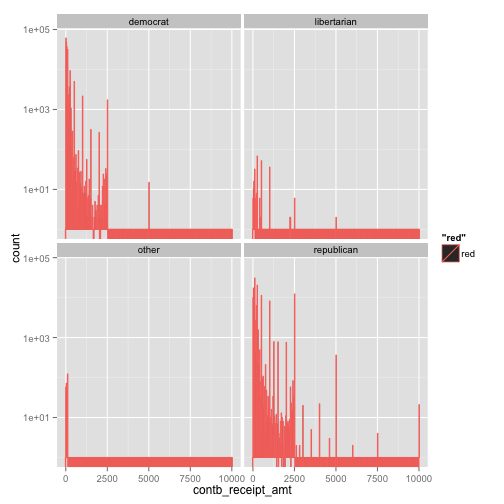 democrat
libertarian
1e+05
1e+03
1e+01
other
republican
1e+05
1e+03
1e+01
count
0 2500 5000 7500 10000 0 2500 5000 7500 10000
contb_receipt_amt
"red"
red